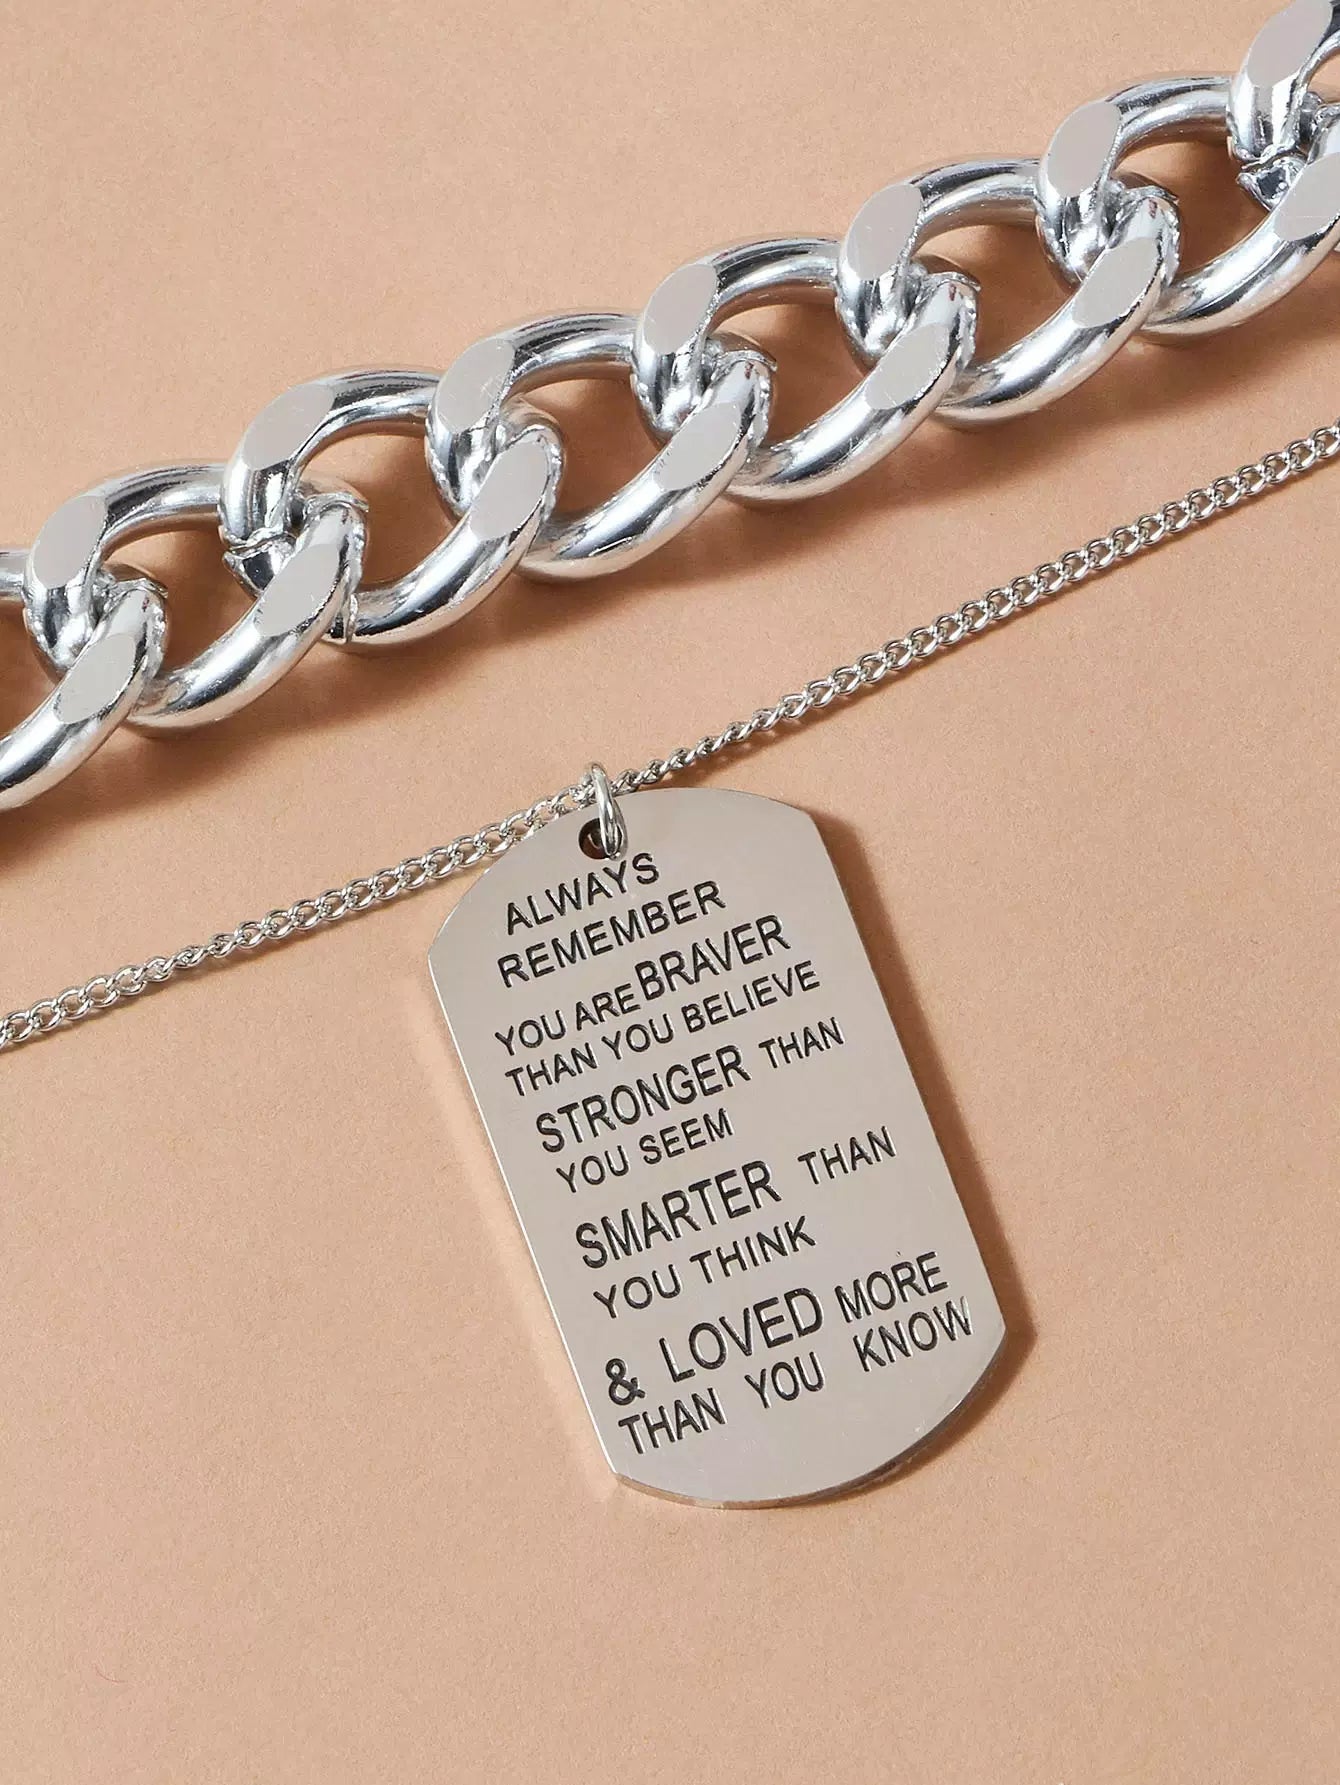 ALWAYS
REMEMBER
YOU ARE BRAVER
THAN YOU BELIEVE
STRONGER THAN
YOU SEEM
SMARTER THAN
YOU THINK
& LOVED MORE
THAN YOU KNOW